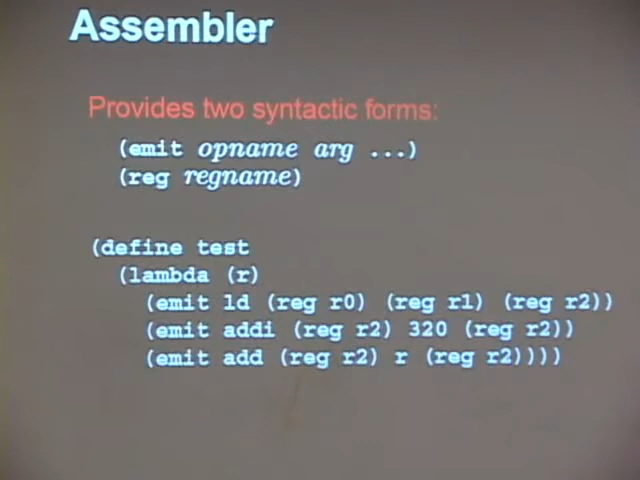 Assembler
Provides two syntactic forms:
(emit opname arg ...)
(reg regname)
(define test
(lambda (r)
(emit ld (reg r0) (reg r1) (reg r2))
(emit addi (reg r2) 320 (reg r2))
(emit add (reg r2) r (reg r2))))